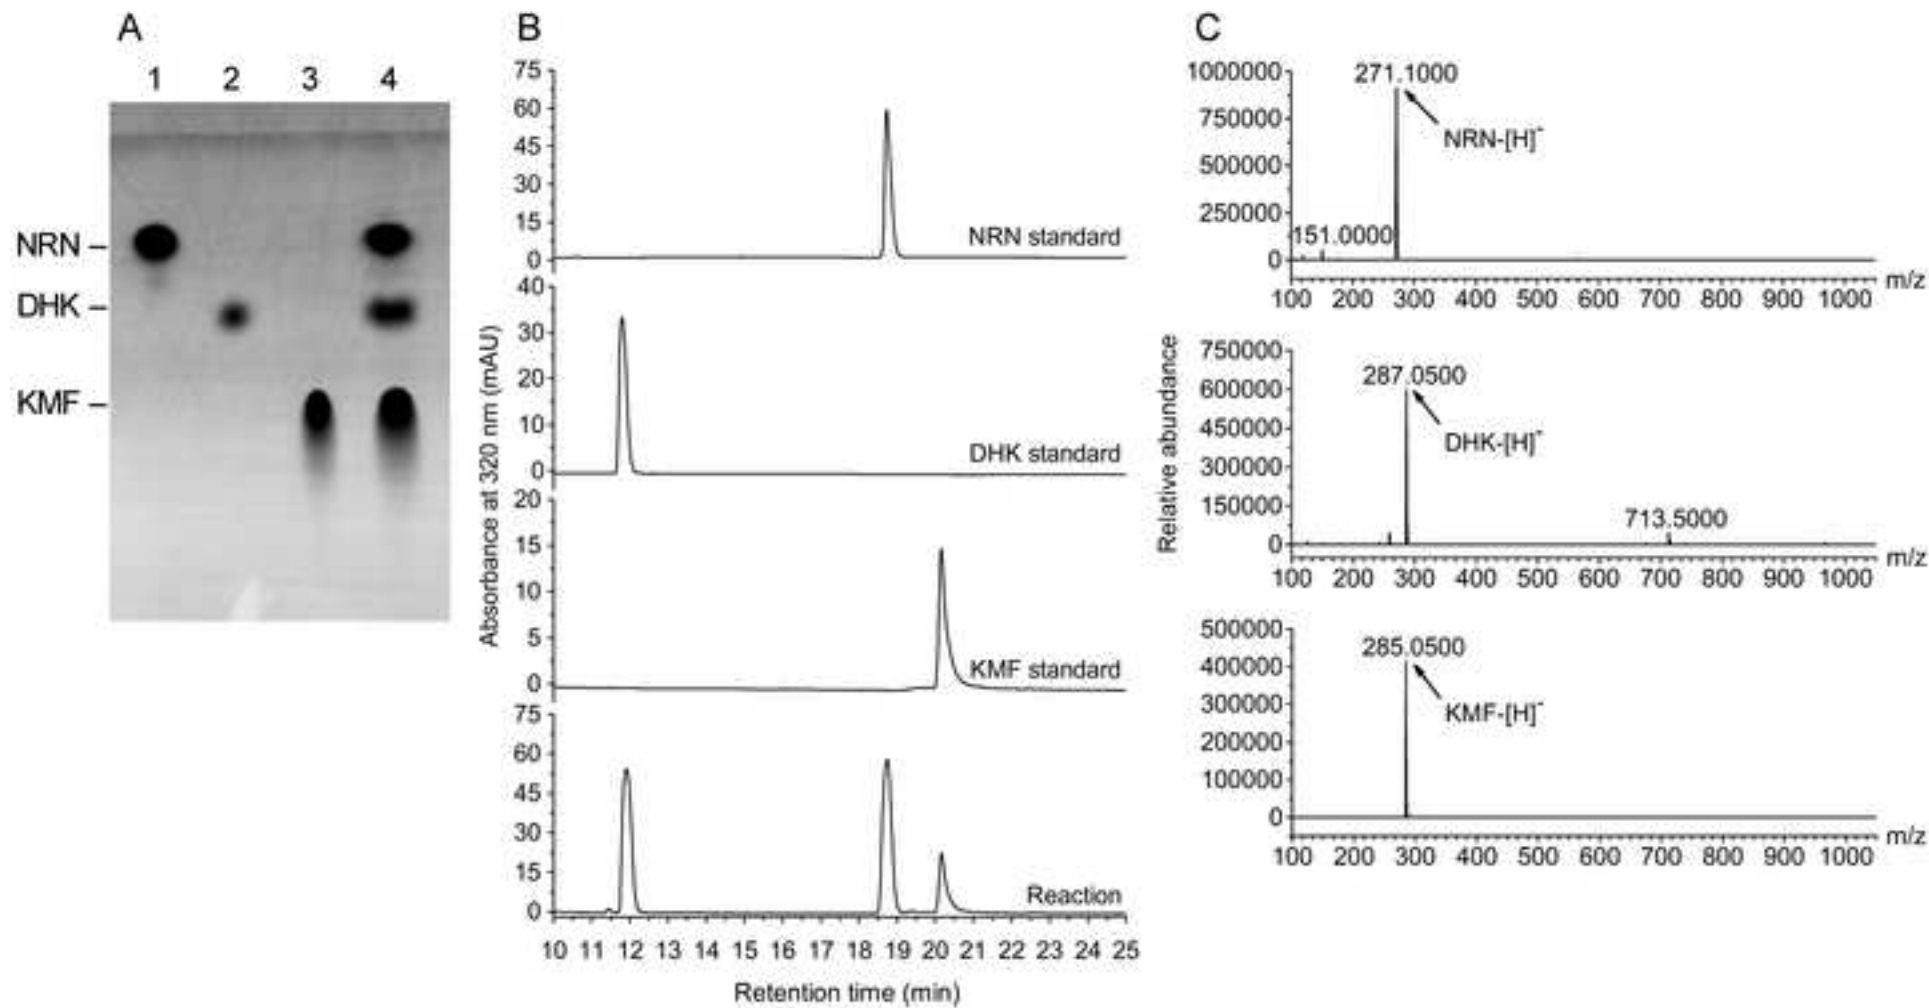 A
1 2 3 4
NRN
DHK
KMF
B
Absorbance at 320 nm (mAU)
75
60
45
30
15
0
NRN standard
40
30
20
10
0
DHK standard
20
15
10
5
0
KMF standard
75
60
45
30
15
0
Reaction
10 11 12 13 14 15 16 17 18 19 20 21 22 23 24 25
Retention time (min)
C
Relative abundance
1000000
750000
500000
250000
0
271.1000
NRN-[H]⁻
151.0000
100 200 300 400 500 600 700 800 900 1000 m/z
750000
600000
450000
300000
150000
0
287.0500
DHK-[H]⁻
713.5000
100 200 300 400 500 600 700 800 900 1000 m/z
500000
400000
300000
200000
100000
0
285.0500
KMF-[H]⁻
100 200 300 400 500 600 700 800 900 1000 m/z